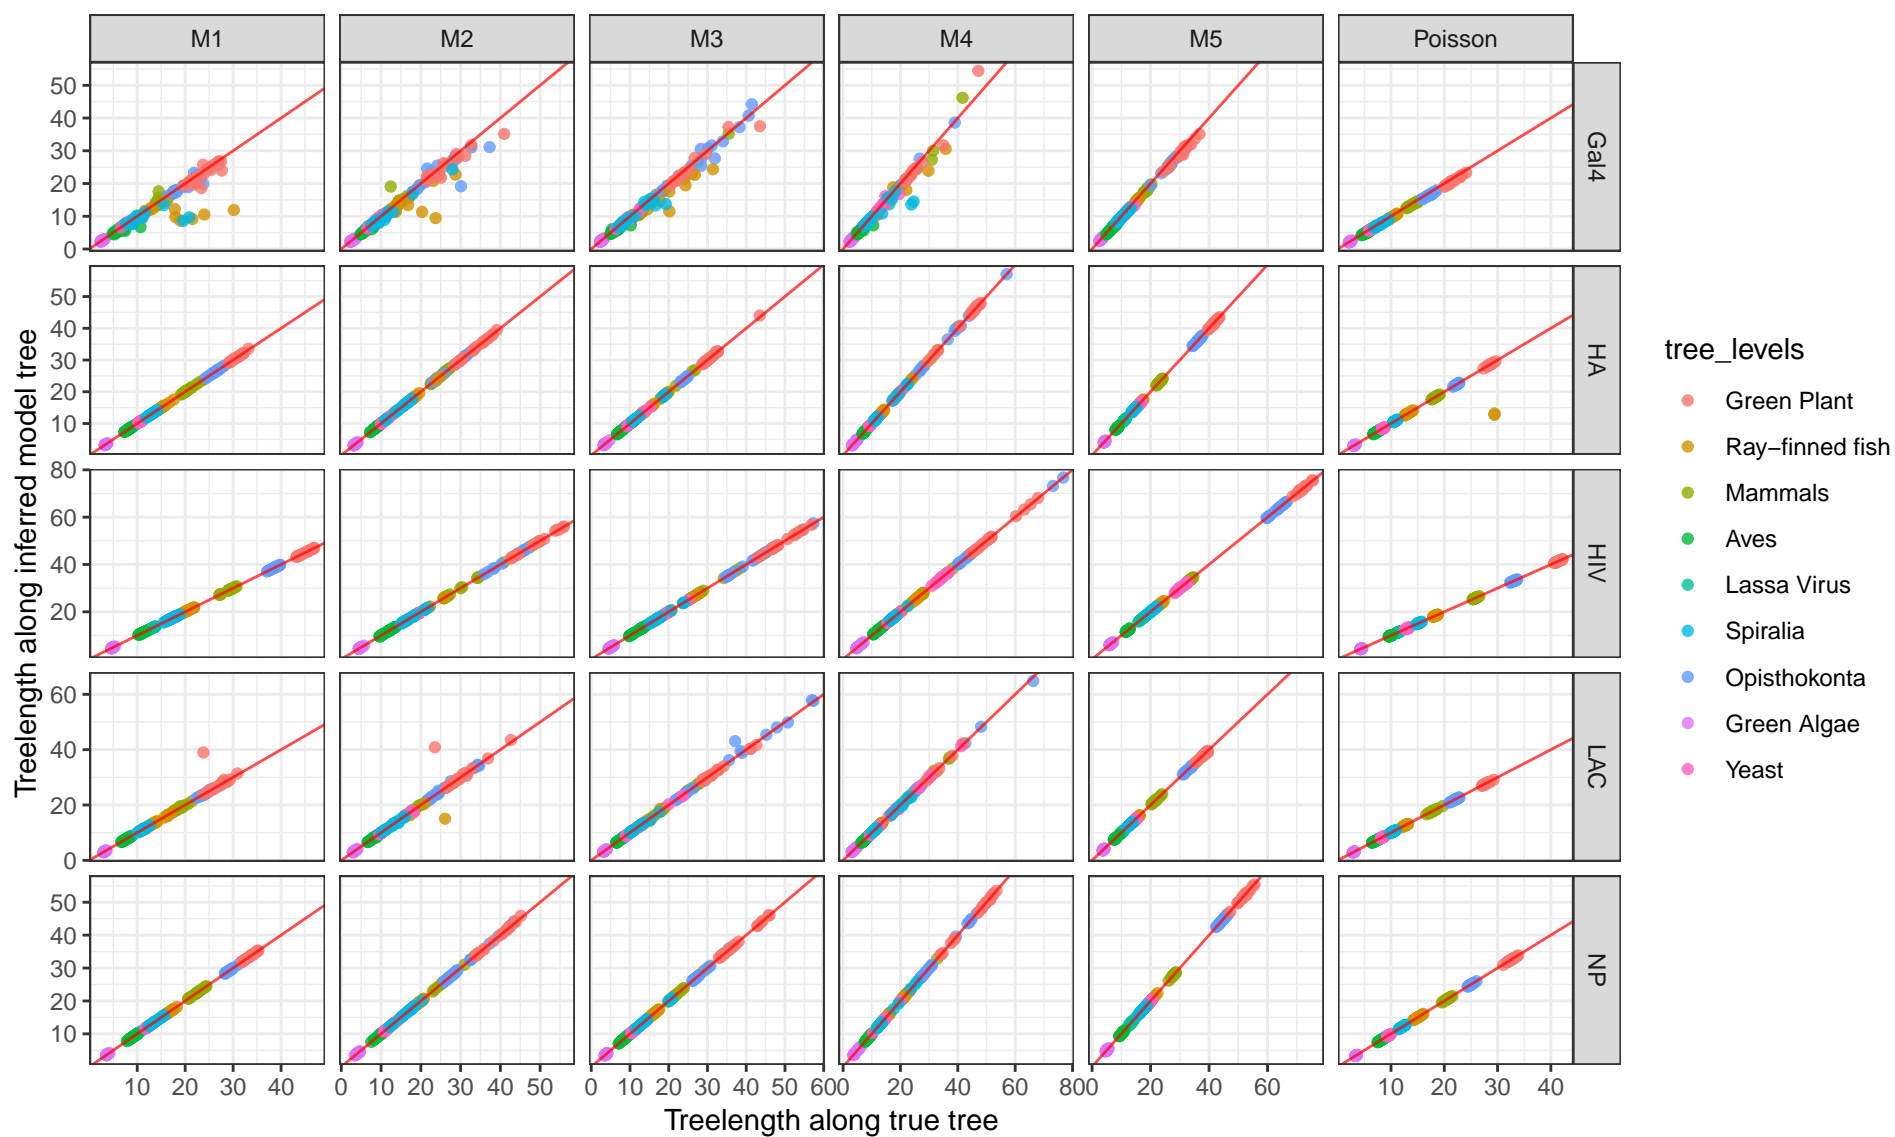 M1 M2 M3 M4 M5 Poisson
Gal4
50
40
30
20
10
0
HA
50
40
30
20
10
HIV
80
60
40
20
LAC
60
40
20
0
NP
50
40
30
20
10
10 20 30 40 0 10 20 30 40 50 0 10 20 30 40 50 60 0 20 40 60 80 0 20 40 60 10 20 30 40
Treelength along true tree
Treelength along inferred model tree
tree_levels
Green Plant
Ray−finned fish
Mammals
Aves
Lassa Virus
Spiralia
Opisthokonta
Green Algae
Yeast